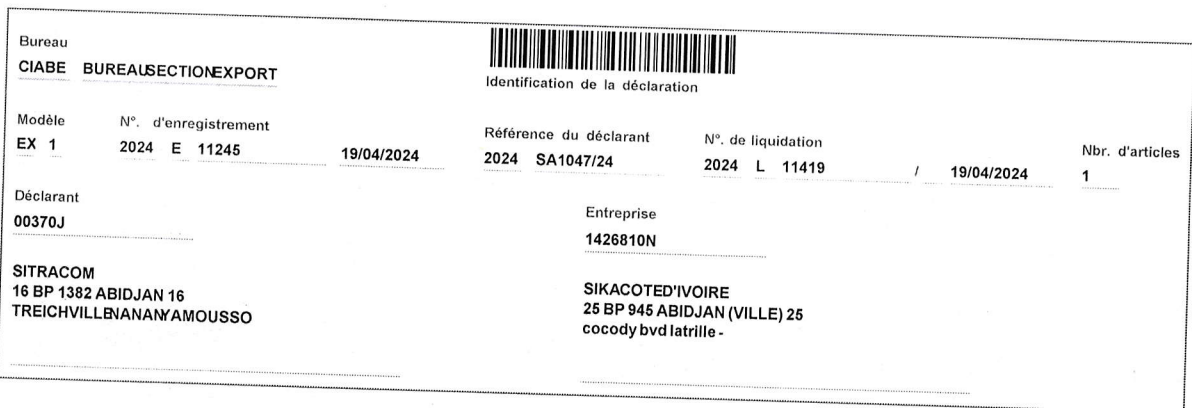 Bureau
CIABE BUREAUSECTIONEXPORT
Identification de la déclaration
Modèle N°. d'enregistrement Référence du déclarant N°. de liquidation Nbr. d'articles
EX 1 2024 E 11245 19/04/2024 2024 SA1047/24 2024 L 11419 / 19/04/2024 1
Déclarant
00370J
SITRACOM
16 BP 1382 ABIDJAN 16
TREICHVILLENANANYAMOUSSO
Entreprise
1426810N
SIKACOTED'IVOIRE
25 BP 945 ABIDJAN (VILLE) 25
cocody bvd latrille -